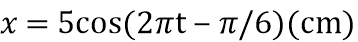 x = 5cos(2πt − π/6)(cm)